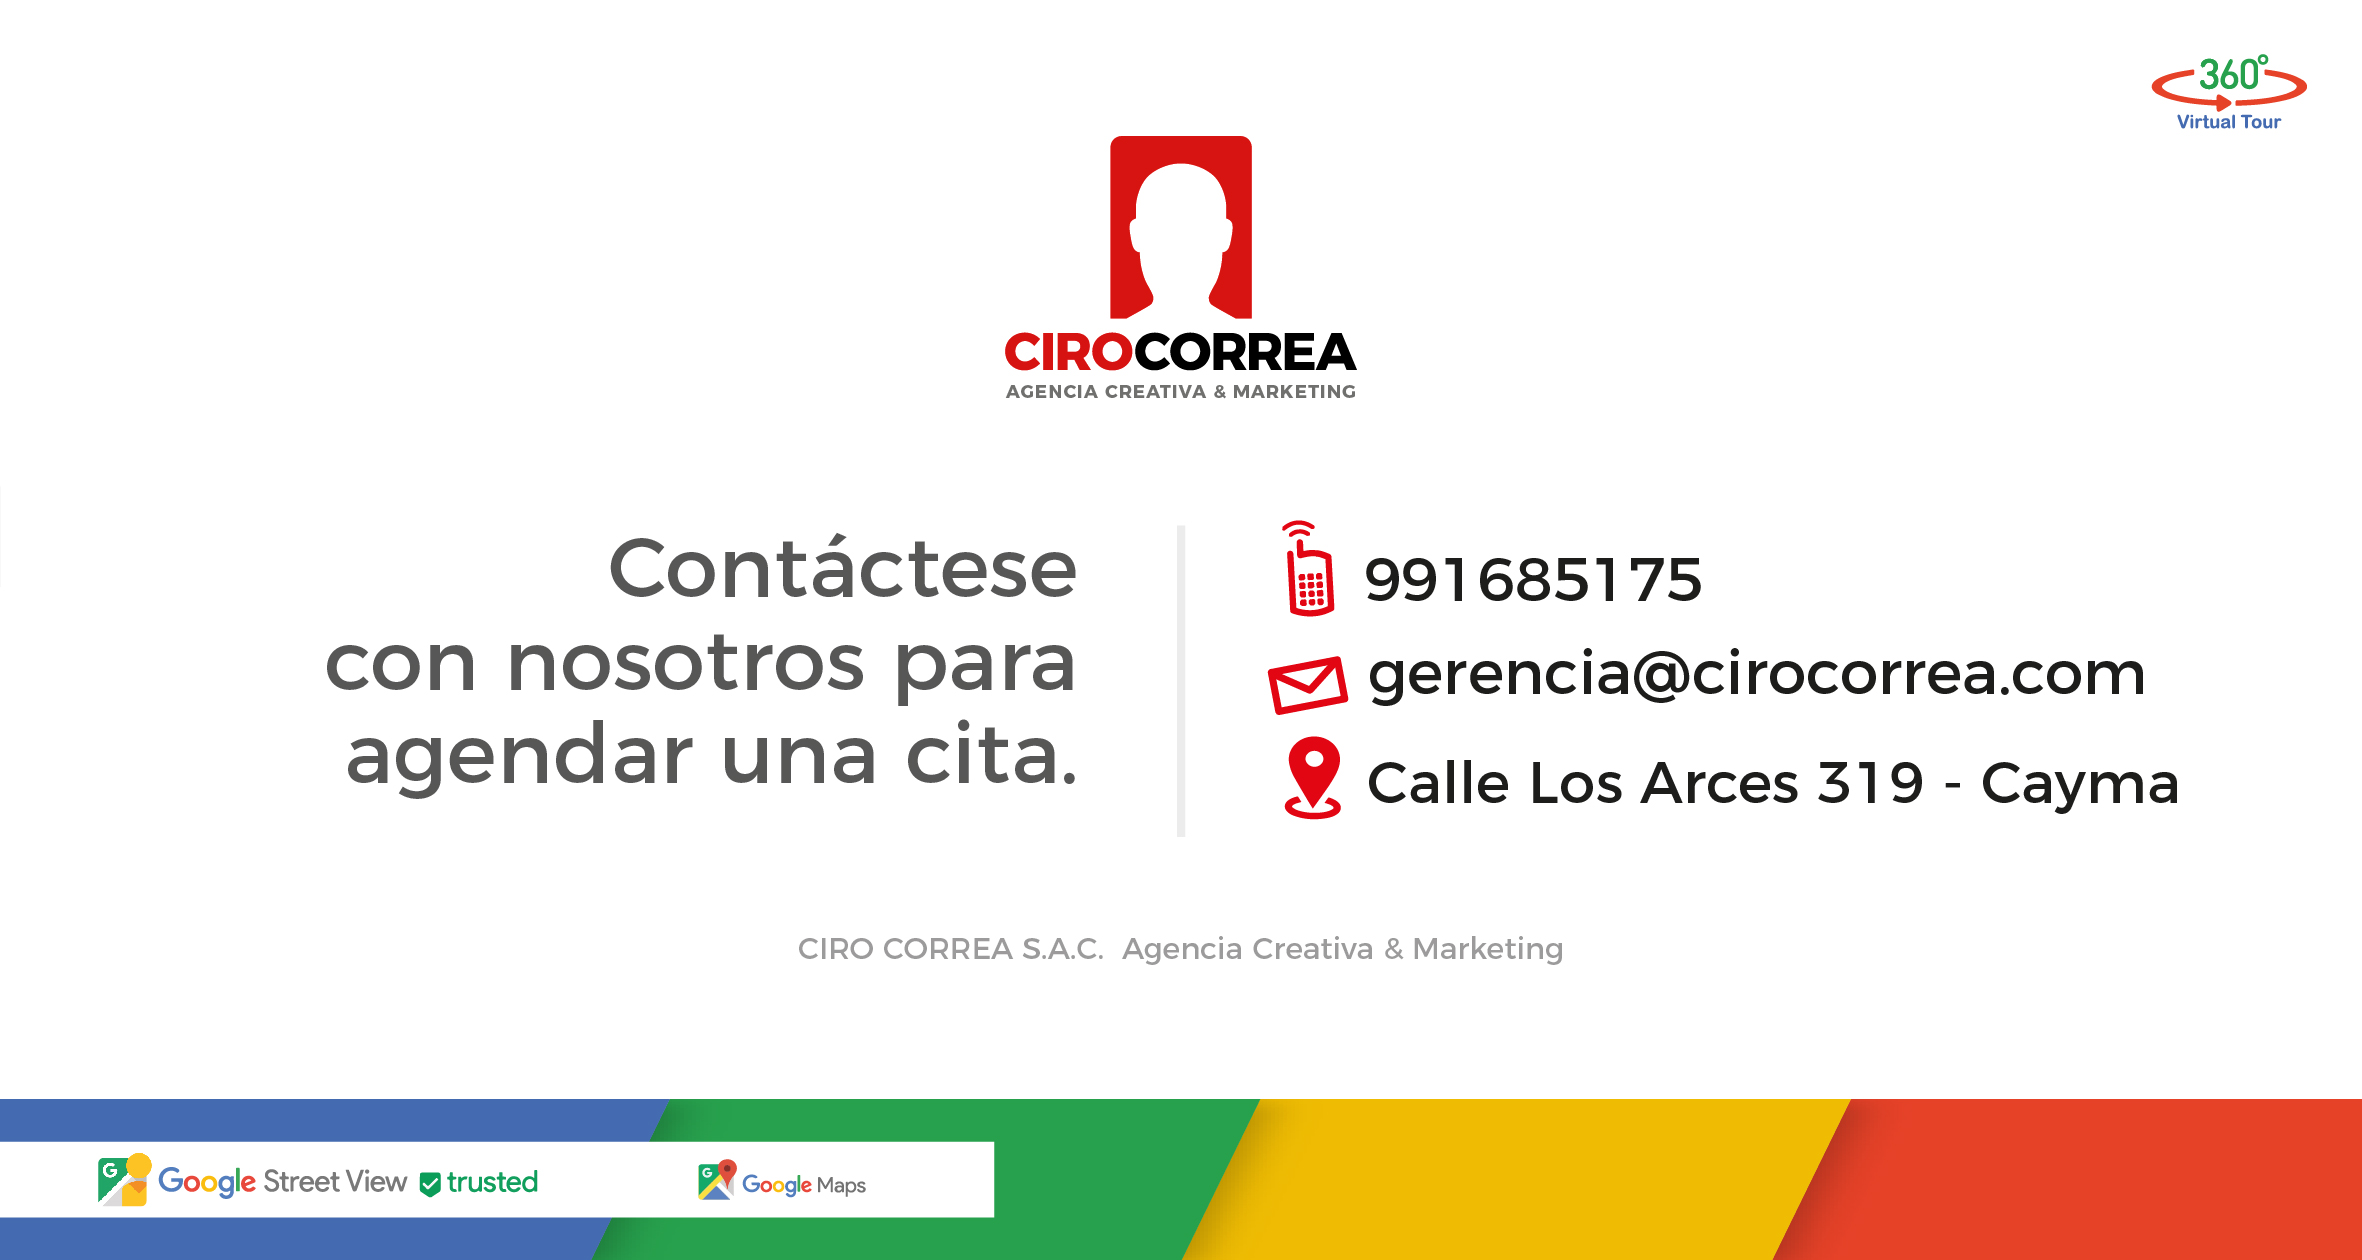 360°
Virtual Tour
CIROCORREA
AGENCIA CREATIVA & MARKETING
Contáctese
con nosotros para
agendar una cita.
991685175
gerencia@cirocorrea.com
Calle Los Arces 319 - Cayma
CIRO CORREA S.A.C. Agencia Creativa & Marketing
G Google Street View trusted
G Google Maps